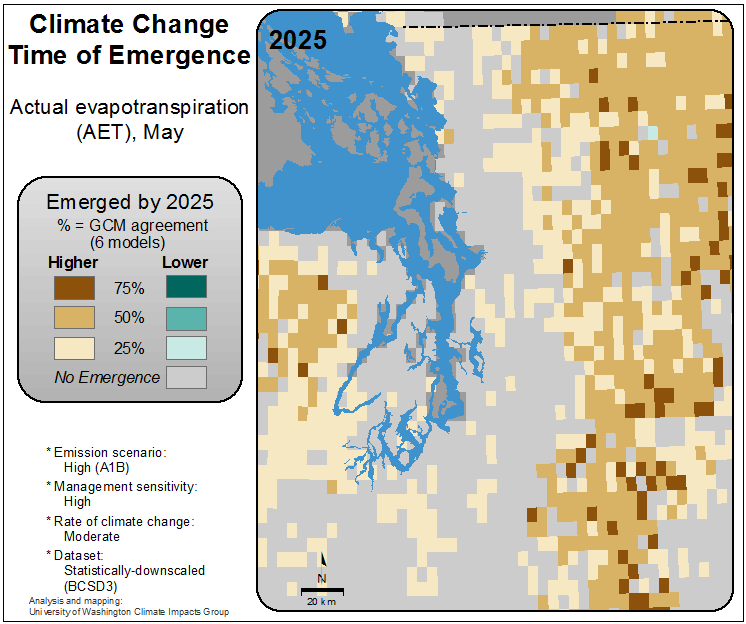 Climate Change
Time of Emergence
Actual evapotranspiration
(AET), May
Emerged by 2025
% = GCM agreement
(6 models)
Higher Lower
75%
50%
25%
No Emergence
* Emission scenario:
High (A1B)
* Management sensitivity:
High
* Rate of climate change:
Moderate
* Dataset:
Statistically-downscaled
(BCSD3)
Analysis and mapping:
University of Washington Climate Impacts Group
2025
N
20 km